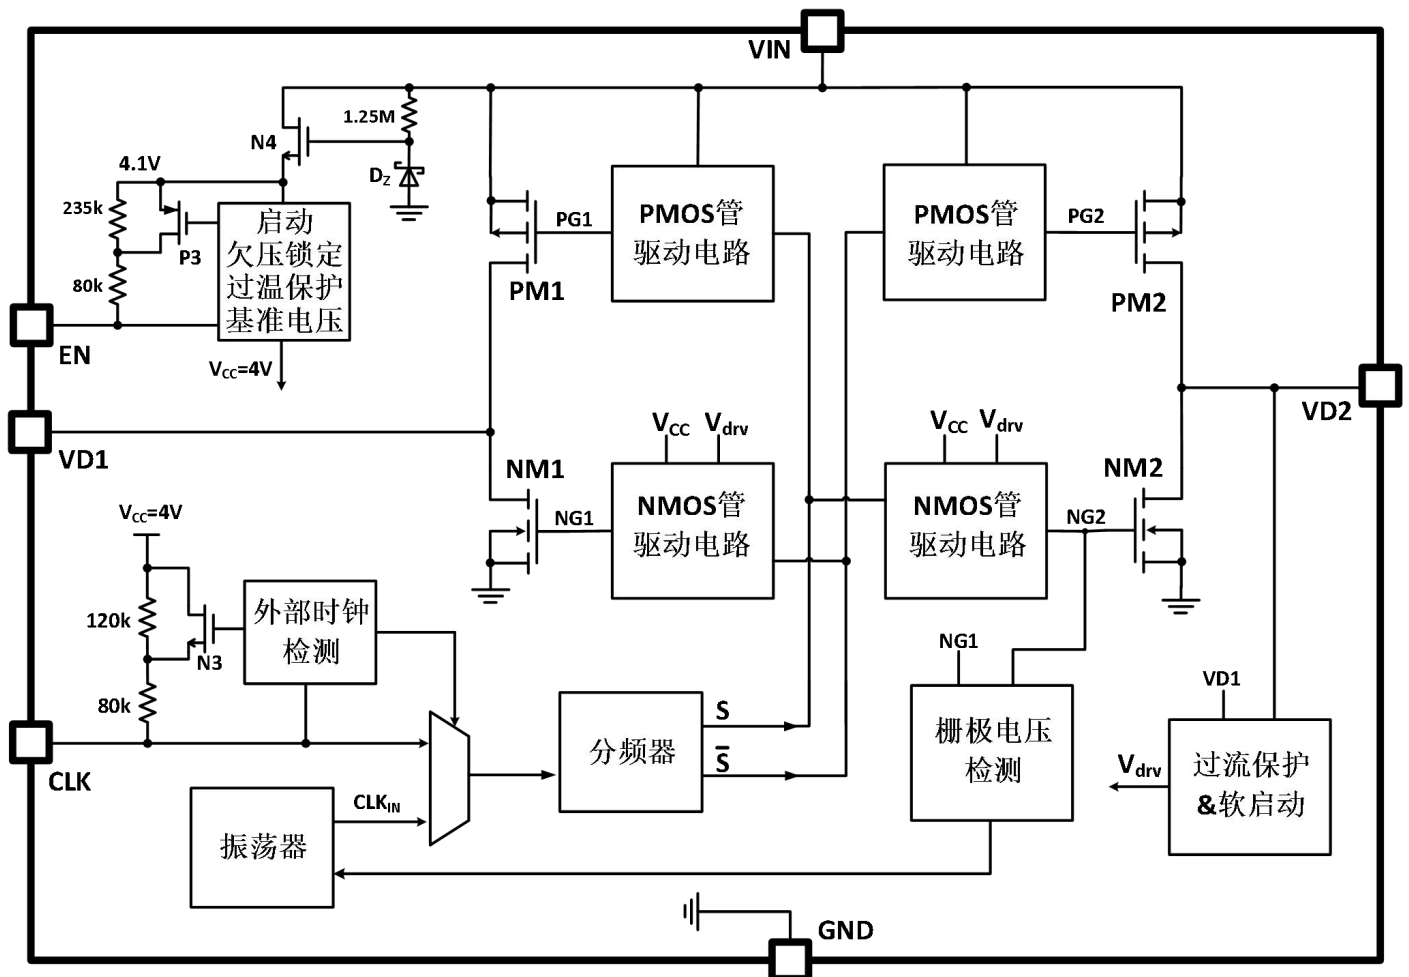 VIN
1.25M
N4
4.1V
DZ
235k
P3
80k
启动
欠压锁定
过温保护
基准电压
EN
VCC=4V
PG1
PMOS管
驱动电路
PM1
PMOS管
驱动电路
PG2
PM2
VD1
VD2
NM1
VCC
Vdrv
NMOS管
驱动电路
NG1
VCC
Vdrv
NMOS管
驱动电路
NG2
NM2
VCC=4V
120k
N3
80k
外部时钟
检测
CLK
振荡器
CLKIN
分频器
S
S̅
NG1
栅极电压
检测
VD1
Vdrv
过流保护
&软启动
GND